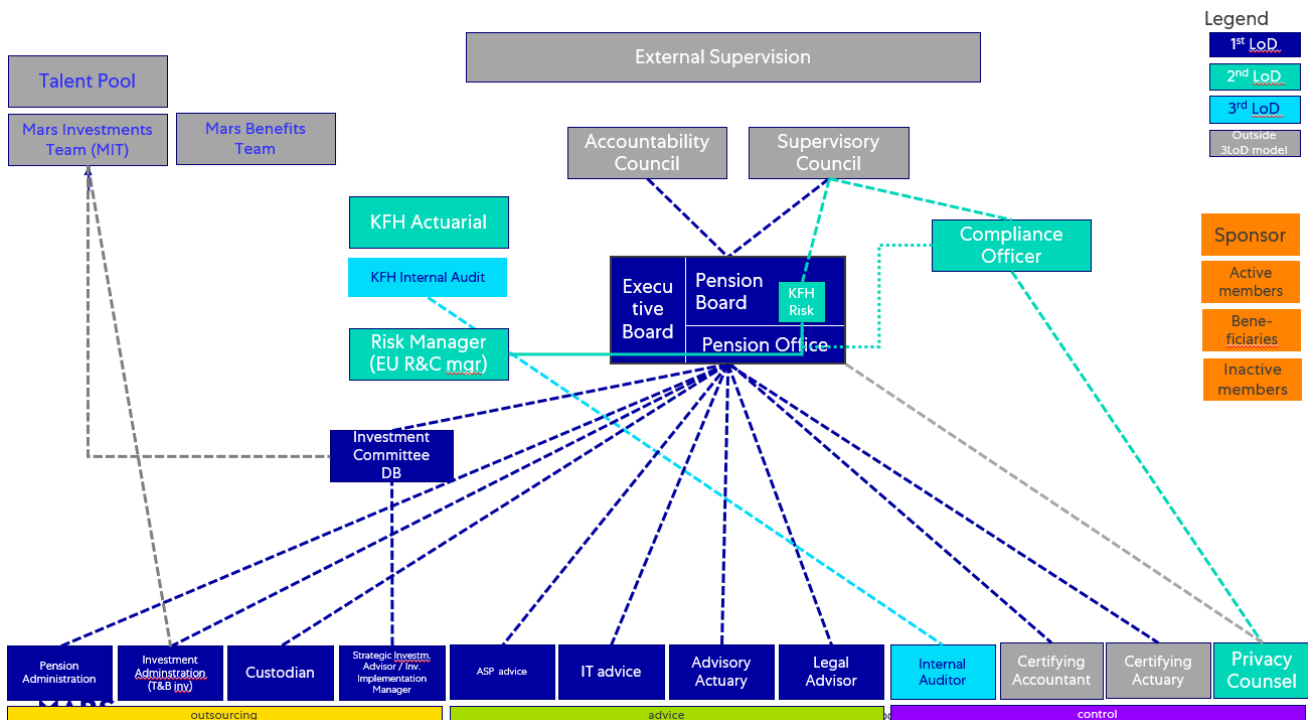 Legend
1st LoD
2nd LoD
3rd LoD
Outside
3LoD model
External Supervision
Talent Pool
Mars Investments
Team (MIT)
Mars Benefits
Team
Accountability
Council
Supervisory
Council
KFH Actuarial
KFH Internal Audit
Risk Manager
(EU R&C mgr)
Execu
tive
Board
Pension
Board
KFH
Risk
Pension Office
Compliance
Officer
Sponsor
Active
members
Bene-
ficiaries
Inactive
members
Investment
Committee
DB
Pension
Administration
Investment
Adminstration
(T&B inv)
Custodian
Strategic Investm.
Advisor / Inv.
Implementation
Manager
ASP advice
IT advice
Advisory
Actuary
Legal
Advisor
Internal
Auditor
Certifying
Accountant
Certifying
Actuary
Privacy
Counsel
MARS
outsourcing
advice
control